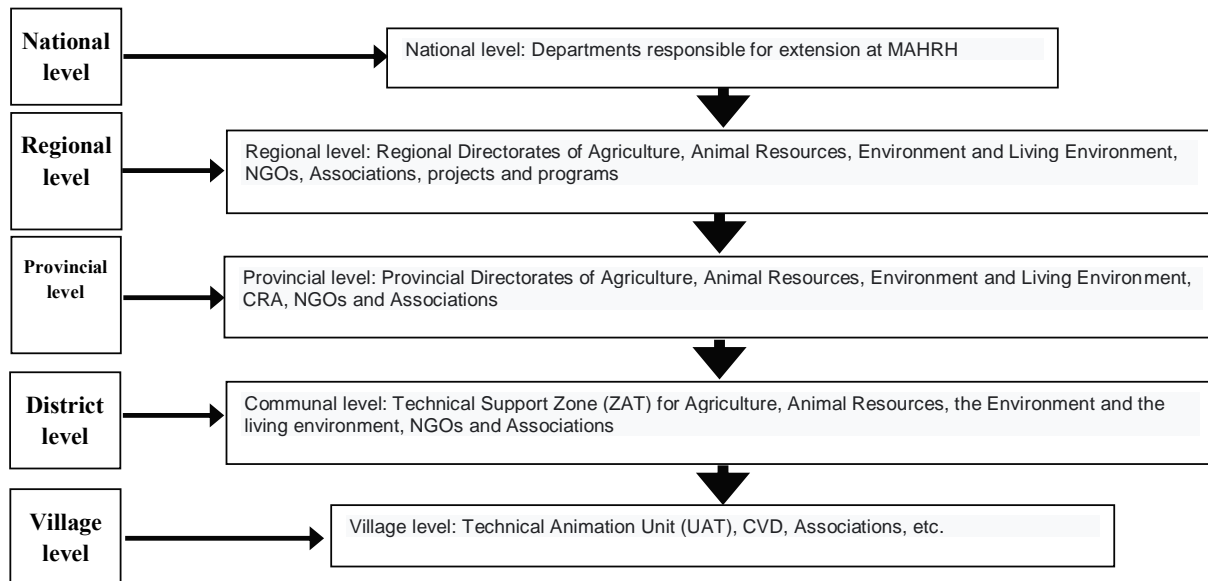 National
level
National level: Departments responsible for extension at MAHRH
Regional
level
Regional level: Regional Directorates of Agriculture, Animal Resources, Environment and Living Environment,
NGOs, Associations, projects and programs
Provincial
level
Provincial level: Provincial Directorates of Agriculture, Animal Resources, Environment and Living Environment,
CRA, NGOs and Associations
District
level
Communal level: Technical Support Zone (ZAT) for Agriculture, Animal Resources, the Environment and the
living environment, NGOs and Associations
Village
level
Village level: Technical Animation Unit (UAT), CVD, Associations, etc.